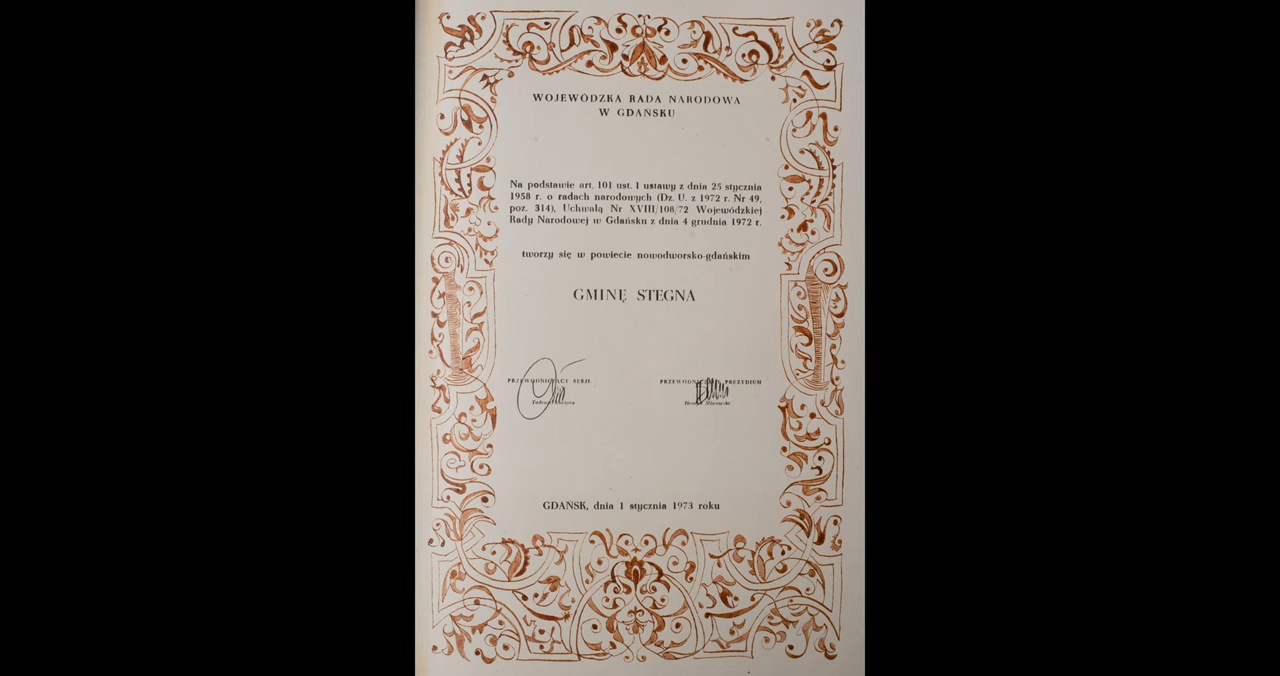 WOJEWÓDZKA RADA NARODOWA
W GDAŃSKU
Na podstawie art. 101 ust. 1 ustawy z dnia 25 stycznia
1958 r. o radach narodowych (Dz. U. z 1972 r. Nr 49,
poz. 314), Uchwałą Nr XVIII/108/72 Wojewódzkiej
Rady Narodowej w Gdańsku z dnia 4 grudnia 1972 r.
tworzy się w powiecie nowodworsko-gdańskim
GMINĘ STEGNA
PRZEWODNICZĄCY SESJI
PRZEWODNICZĄCY PREZYDIUM
GDAŃSK, dnia 1 stycznia 1973 roku